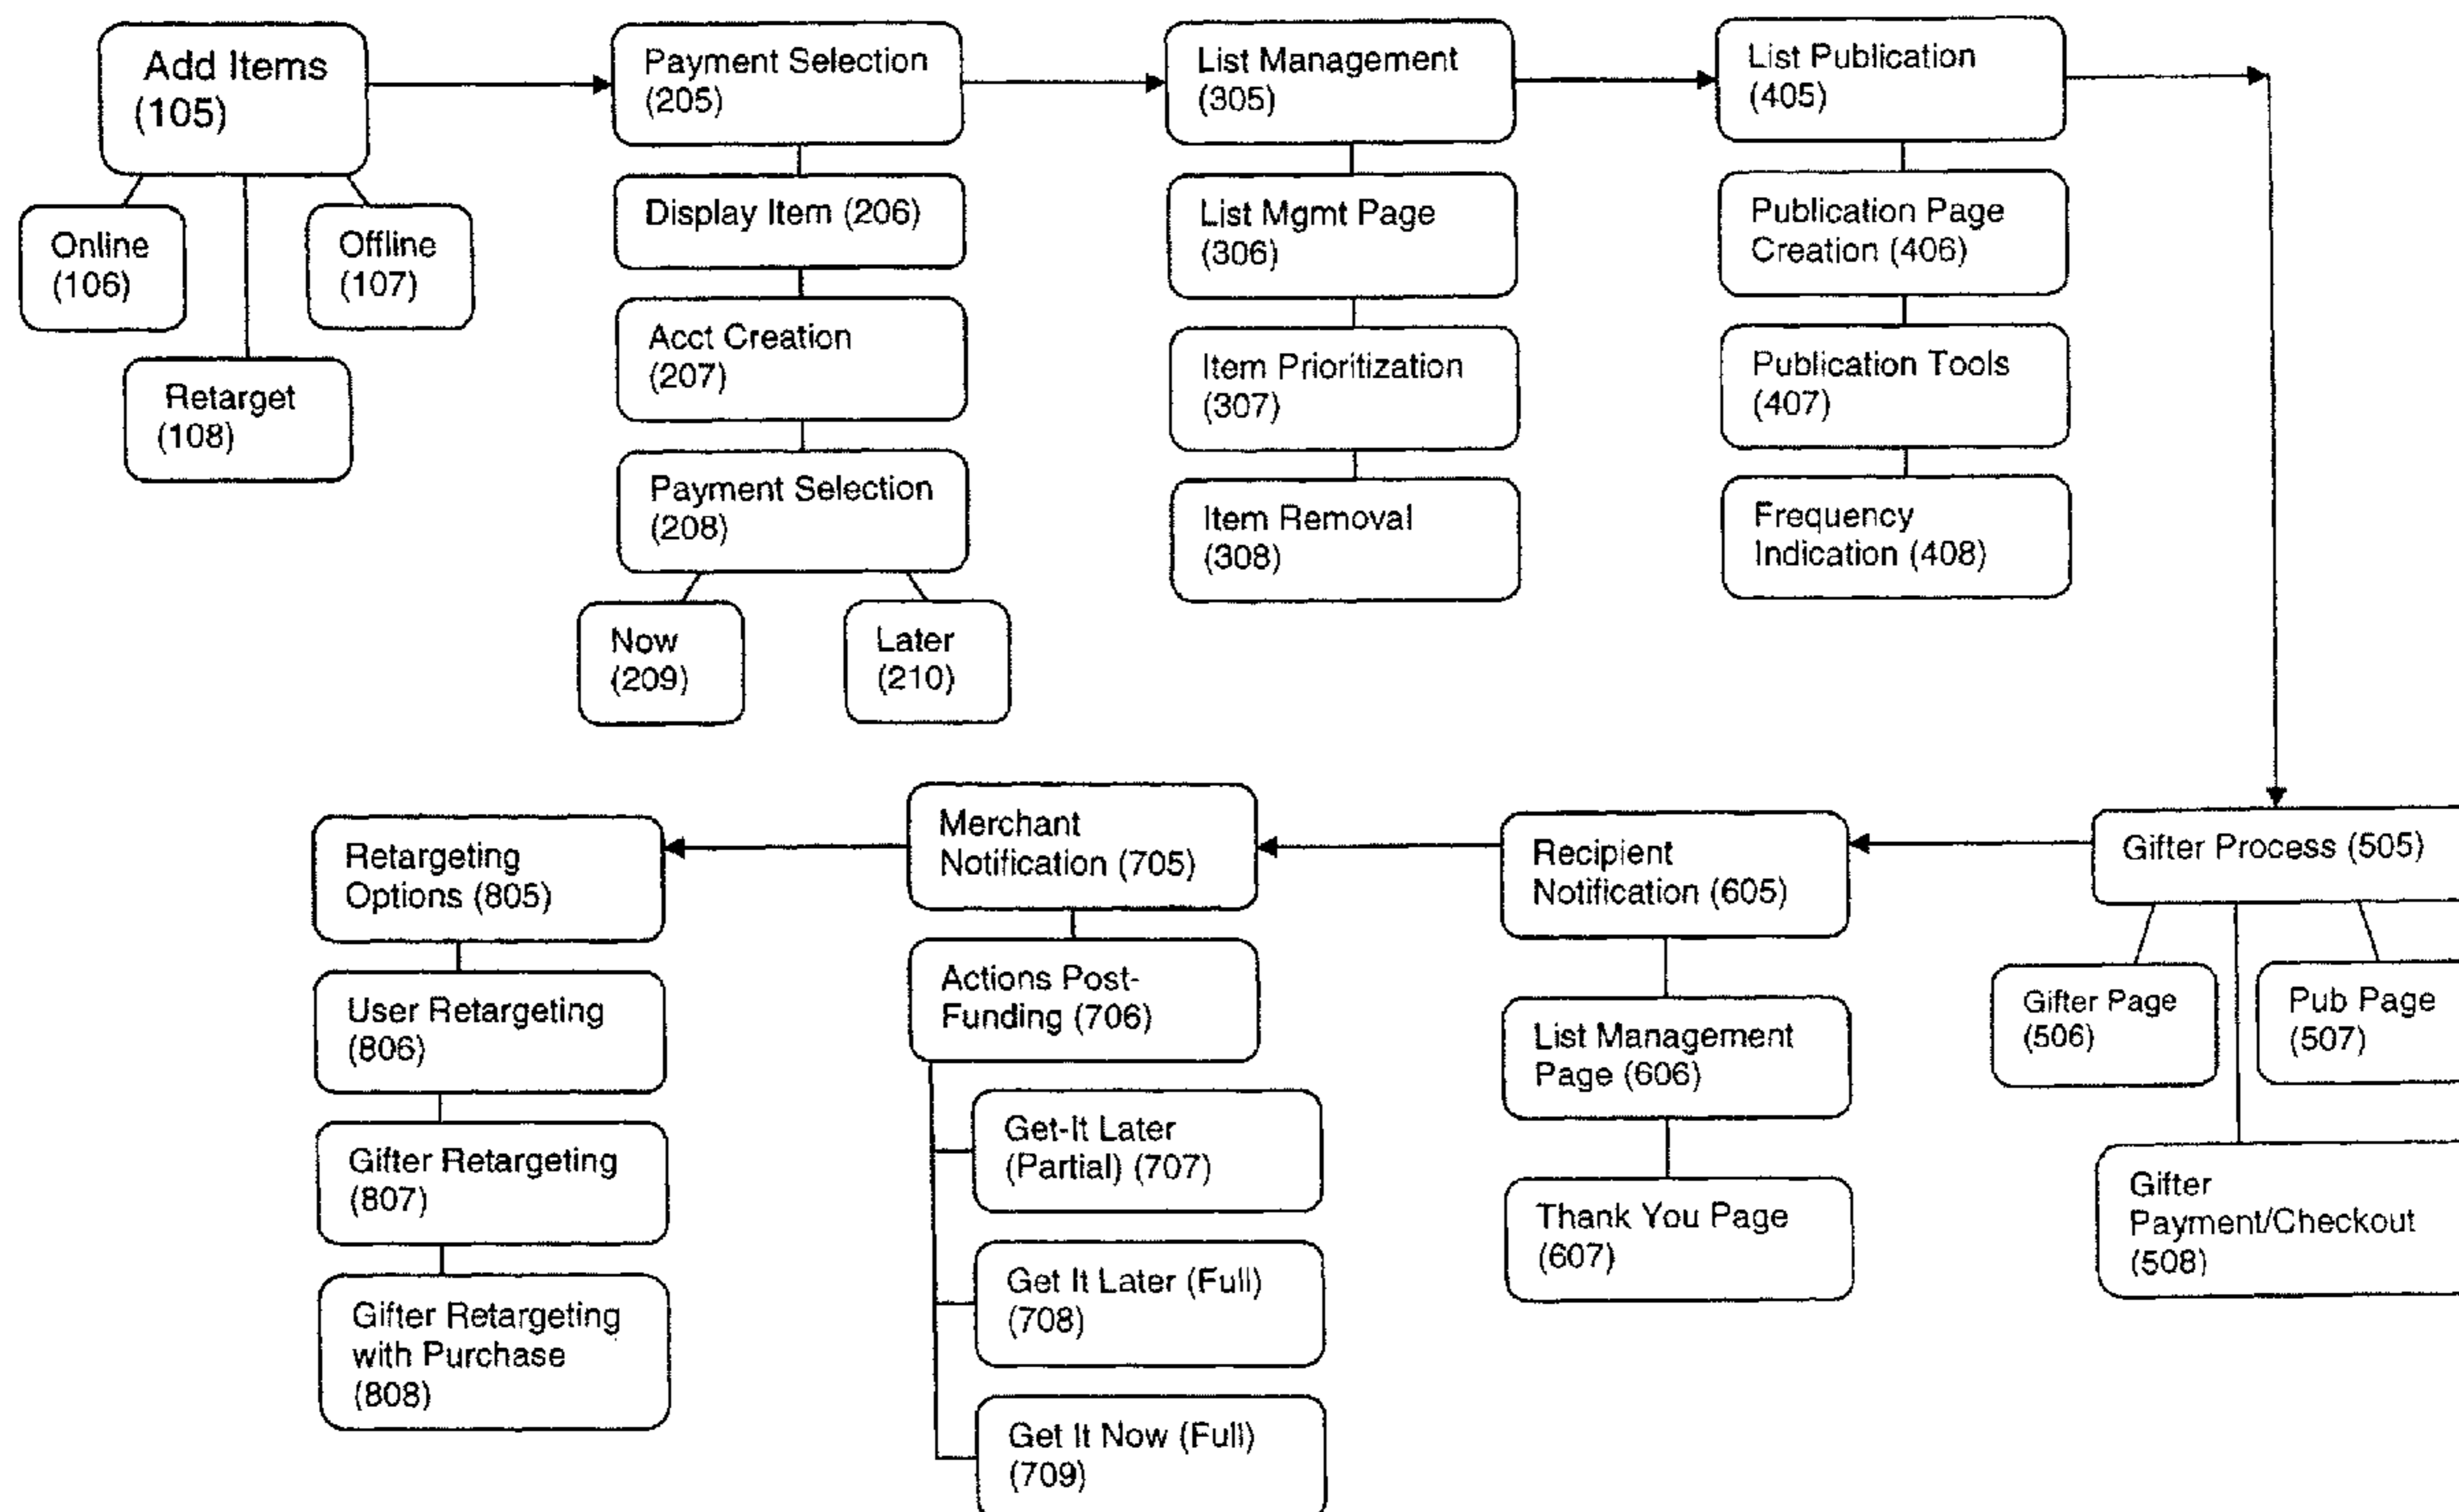 Add Items
(105)
Online
(106)
Offline
(107)
Retarget
(108)
Payment Selection
(205)
Display Item (206)
Acct Creation
(207)
Payment Selection
(208)
Now
(209)
Later
(210)
List Management
(305)
List Mgmt Page
(306)
Item Prioritization
(307)
Item Removal
(308)
List Publication
(405)
Publication Page
Creation (406)
Publication Tools
(407)
Frequency
Indication (408)
Gifter Process (505)
Gifter Page
(506)
Pub Page
(507)
Gifter
Payment/Checkout
(508)
Recipient
Notification (605)
List Management
Page (606)
Thank You Page
(607)
Merchant
Notification (705)
Actions Post-
Funding (706)
Get-It Later
(Partial) (707)
Get It Later (Full)
(708)
Get It Now (Full)
(709)
Retargeting
Options (805)
User Retargeting
(806)
Gifter Retargeting
(807)
Gifter Retargeting
with Purchase
(808)